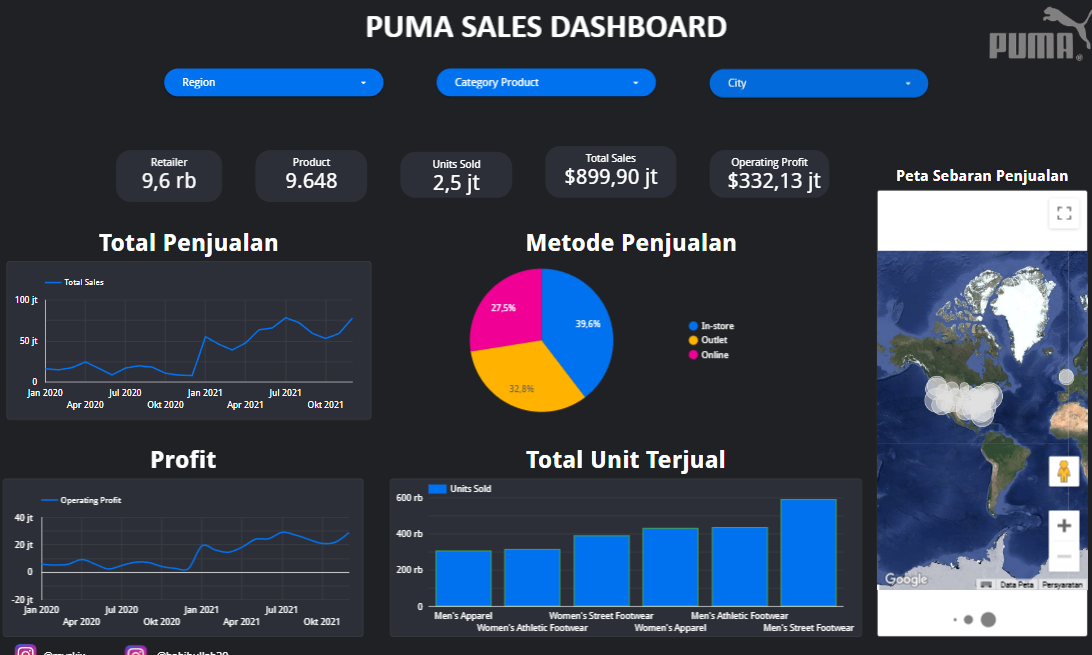 PUMA SALES DASHBOARD
PUMA®
Region
Category Product
City
Retailer
9,6 rb
Product
9.648
Units Sold
2,5 jt
Total Sales
$899,90 jt
Operating Profit
$332,13 jt
Peta Sebaran Penjualan
Total Penjualan
Total Sales
100 jt
50 jt
0
Jan 2020
Apr 2020
Jul 2020
Okt 2020
Jan 2021
Apr 2021
Jul 2021
Okt 2021
Metode Penjualan
27,5%
39,6%
32,8%
In-store
Outlet
Online
Profit
Operating Profit
40 jt
20 jt
0
-20 jt
Jan 2020
Apr 2020
Jul 2020
Okt 2020
Jan 2021
Apr 2021
Jul 2021
Okt 2021
Total Unit Terjual
Units Sold
600 rb
400 rb
200 rb
0
Men's Apparel
Women's Athletic Footwear
Women's Street Footwear
Women's Apparel
Men's Athletic Footwear
Men's Street Footwear
Google
Data Peta
Persyaratan